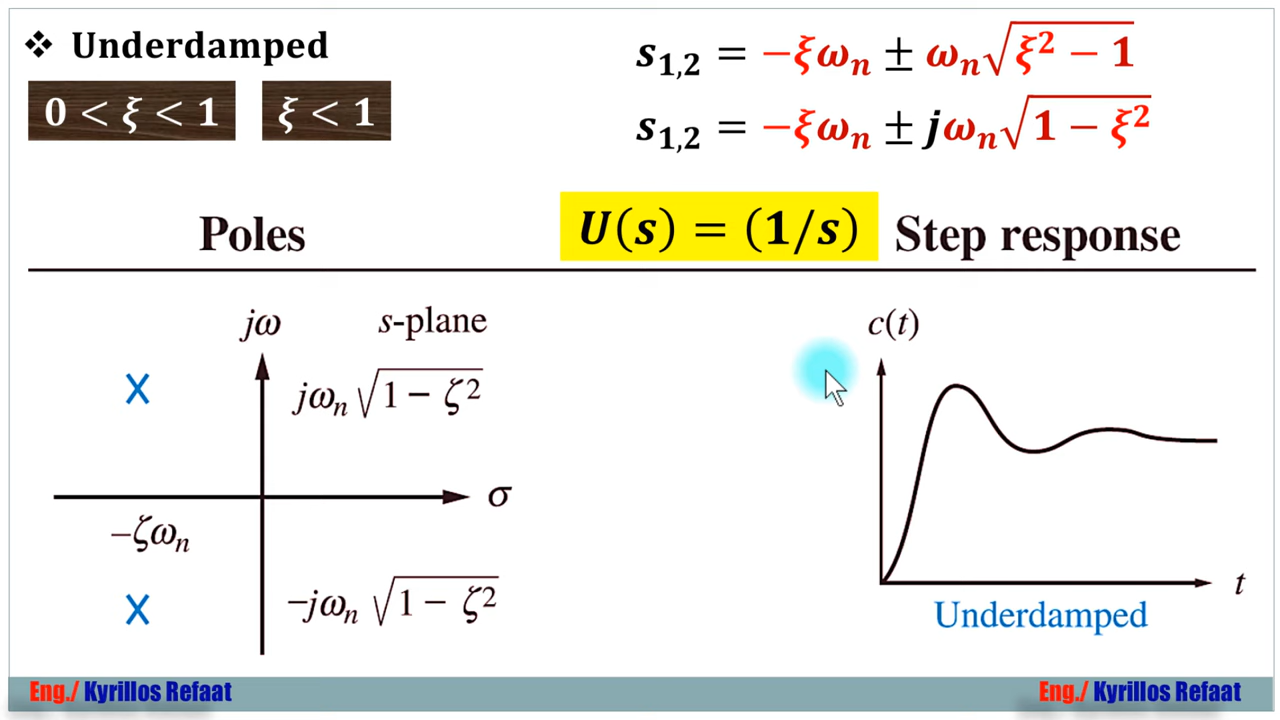 ❖ Underdamped
0 < ξ < 1
ξ < 1
s₁,₂ = −ξωₙ ± ωₙ√(ξ² − 1)
s₁,₂ = −ξωₙ ± jωₙ√(1 − ξ²)
Poles
U(s) = (1/s)
Step response
jω
s-plane
jωₙ √(1 − ζ²)
σ
−ζωₙ
−jωₙ √(1 − ζ²)
c(t)
t
Underdamped
Eng./ Kyrillos Refaat
Eng./ Kyrillos Refaat